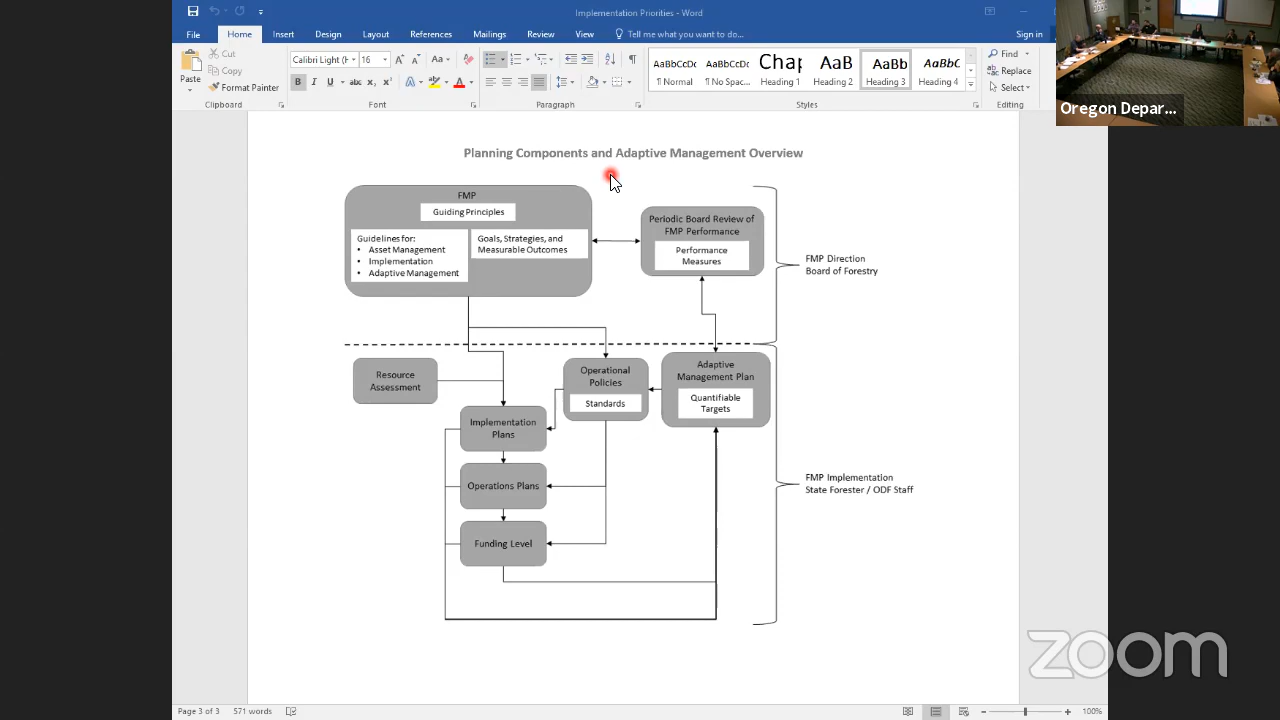 Implementation Priorities - Word
File
Home
Insert
Design
Layout
References
Mailings
Review
View
Tell me what you want to do...
Sign in
Paste
Cut
Copy
Format Painter
Clipboard
Calibri Light (H
16
Font
Paragraph
AaBbCcDc
¶ Normal
AaBbCcDc
¶ No Spac...
Chap
Heading 1
AaB
Heading 2
AaBb
Heading 3
AaBbC
Heading 4
Styles
Find
Replace
Select
Editing
Oregon Depar...
Planning Components and Adaptive Management Overview
FMP
Guiding Principles
Guidelines for:
• Asset Management
• Implementation
• Adaptive Management
Goals, Strategies, and
Measurable Outcomes
Periodic Board Review of
FMP Performance
Performance
Measures
FMP Direction
Board of Forestry
Resource
Assessment
Operational
Policies
Standards
Adaptive
Management Plan
Quantifiable
Targets
Implementation
Plans
Operations Plans
Funding Level
FMP Implementation
State Forester / ODF Staff
zoom
Page 3 of 3
571 words
100%